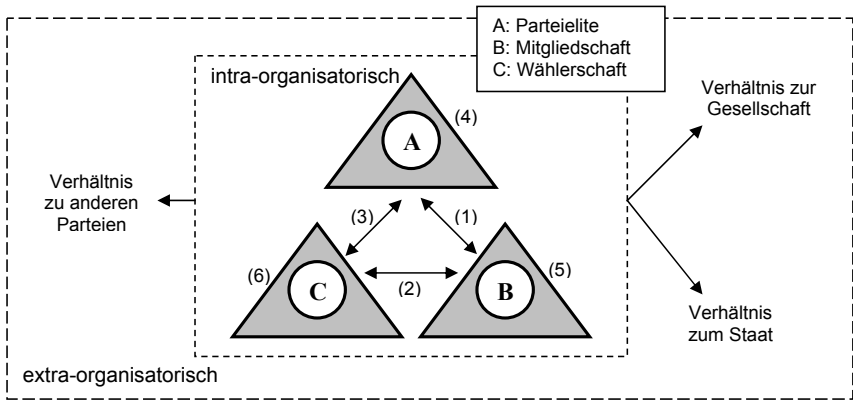 A: Parteielite
B: Mitgliedschaft
C: Wählerschaft
intra-organisatorisch
Verhältnis zur
Gesellschaft
(4)
A
Verhältnis
zu anderen
Parteien
(3)
(1)
(6)
C
(2)
B
(5)
Verhältnis
zum Staat
extra-organisatorisch